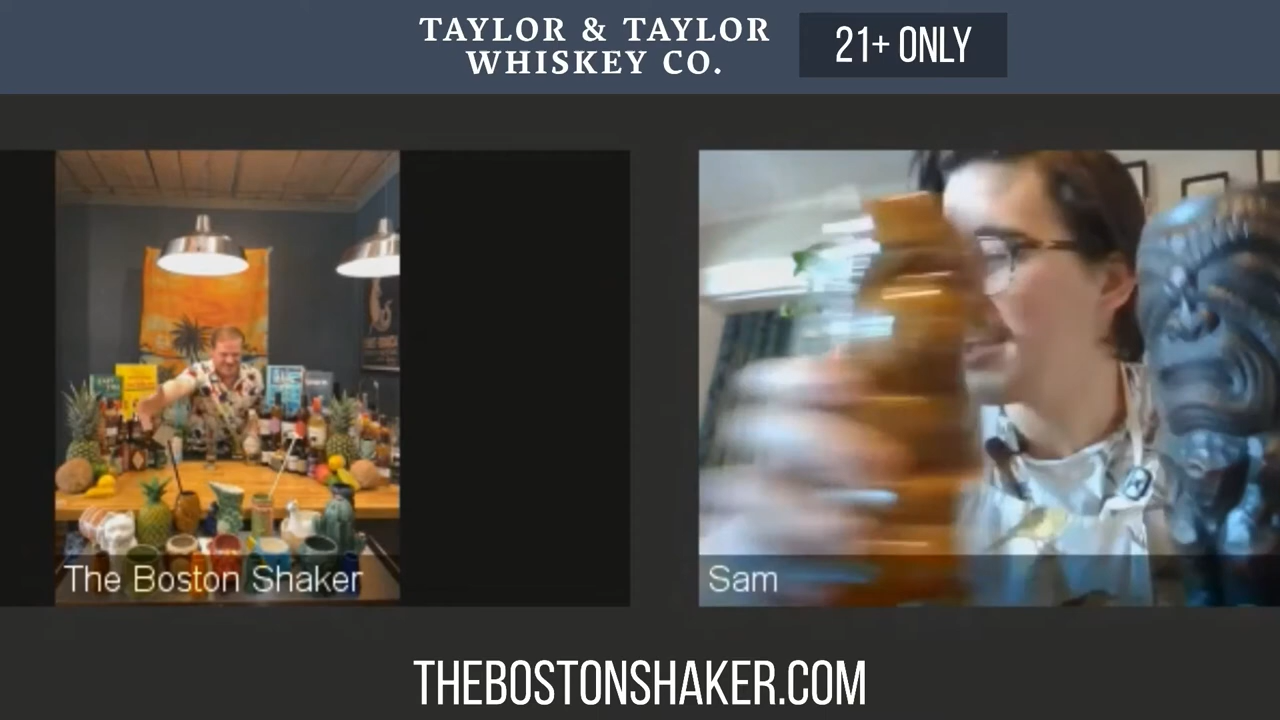 TAYLOR & TAYLOR
WHISKEY CO.
21+ ONLY
The Boston Shaker
Sam
THEBOSTONSHAKER.COM